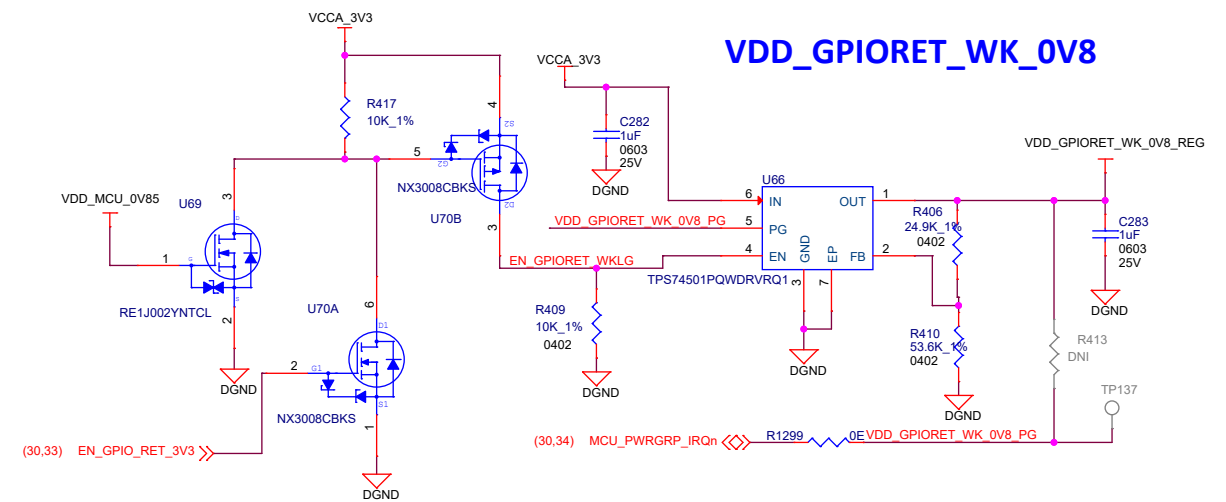 VDD_GPIORET_WK_0V8
VCCA_3V3
R417
10K_1%
4
S2
5
G2
NX3008CBKS
D2
U70B
3
VDD_MCU_0V85
U69
3
D
1
G
S
RE1J002YNTCL
2
DGND
U70A
6
D1
2
G1
S1
NX3008CBKS
1
DGND
(30,33) EN_GPIO_RET_3V3
VCCA_3V3
C282
1uF
0603
25V
DGND
U66
6 IN
OUT 1
VDD_GPIORET_WK_0V8_PG
5 PG
EN_GPIORET_WKLG
4 EN
GND
EP
FB 2
TPS74501PQWDRVRQ1
3
7
DGND
R409
10K_1%
0402
DGND
VDD_GPIORET_WK_0V8_REG
R406
24.9K_1%
0402
C283
1uF
0603
25V
DGND
R410
53.6K_1%
0402
DGND
R413
DNI
TP137
(30,34) MCU_PWRGRP_IRQn
R1299
0E
VDD_GPIORET_WK_0V8_PG